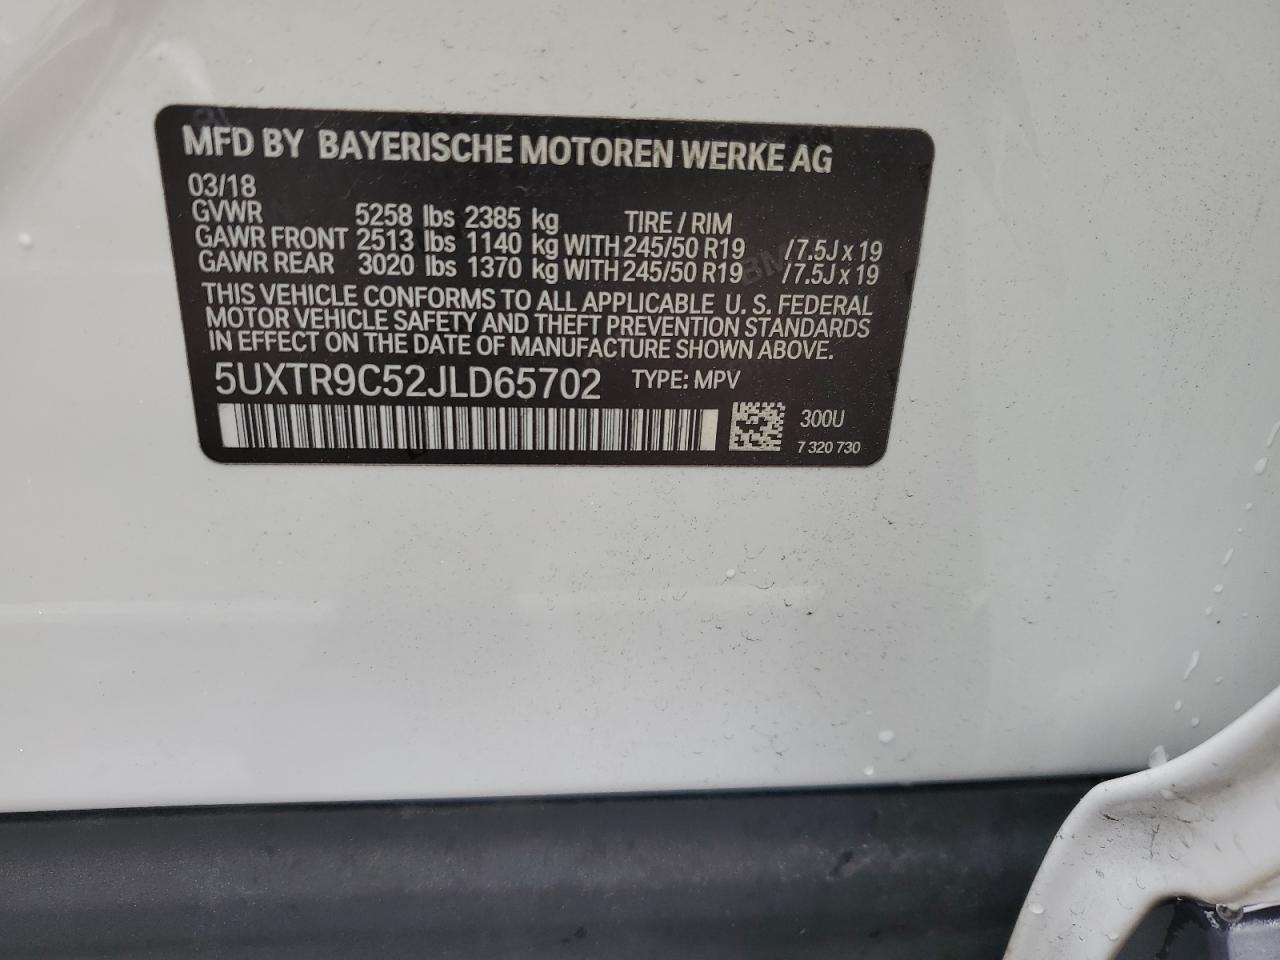 MFD BY BAYERISCHE MOTOREN WERKE AG
03/18
GVWR 5258 lbs 2385 kg TIRE / RIM
GAWR FRONT 2513 lbs 1140 kg WITH 245/50 R19 / 7.5J x 19
GAWR REAR 3020 lbs 1370 kg WITH 245/50 R19 / 7.5J x 19
THIS VEHICLE CONFORMS TO ALL APPLICABLE U. S. FEDERAL
MOTOR VEHICLE SAFETY AND THEFT PREVENTION STANDARDS
IN EFFECT ON THE DATE OF MANUFACTURE SHOWN ABOVE.
5UXTR9C52JLD65702 TYPE: MPV
300U
7 320 730